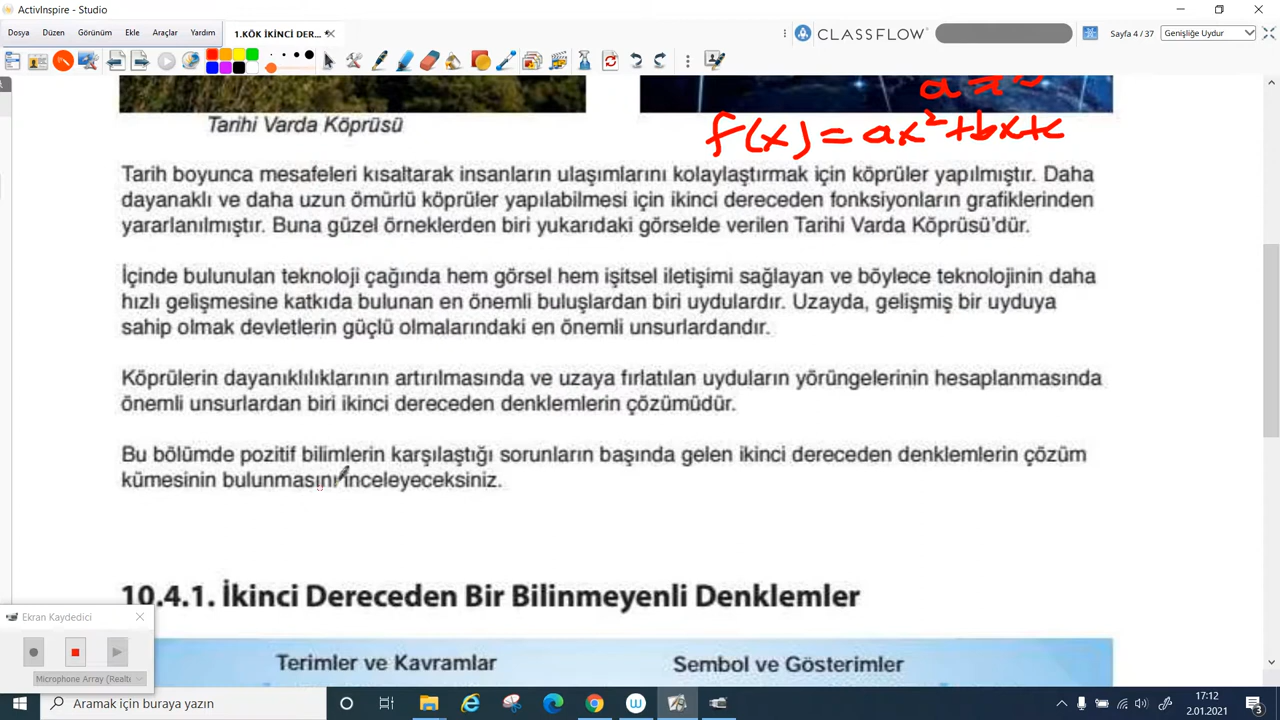 ActivInspire - Studio
Dosya Düzen Görünüm Ekle Araçlar Yardım
1.KÖK İKİNCİ DER...
CLASSFLOW
Sayfa 4 / 37
Genişliğe Uydur
Tarihi Varda Köprüsü
f(x) = ax²+bx+c
Tarih boyunca mesafeleri kısaltarak insanların ulaşımlarını kolaylaştırmak için köprüler yapılmıştır. Daha
dayanaklı ve daha uzun ömürlü köprüler yapılabilmesi için ikinci dereceden fonksiyonların grafiklerinden
yararlanılmıştır. Buna güzel örneklerden biri yukarıdaki görselde verilen Tarihi Varda Köprüsü'dür.
İçinde bulunulan teknoloji çağında hem görsel hem işitsel iletişimi sağlayan ve böylece teknolojinin daha
hızlı gelişmesine katkıda bulunan en önemli buluşlardan biri uydulardır. Uzayda, gelişmiş bir uyduya
sahip olmak devletlerin güçlü olmalarındaki en önemli unsurlardandır.
Köprülerin dayanıklılıklarının artırılmasında ve uzaya fırlatılan uyduların yörüngelerinin hesaplanmasında
önemli unsurlardan biri ikinci dereceden denklemlerin çözümüdür.
Bu bölümde pozitif bilimlerin karşılaştığı sorunların başında gelen ikinci dereceden denklemlerin çözüm
kümesinin bulunmasını inceleyeceksiniz.
10.4.1. İkinci Dereceden Bir Bilinmeyenli Denklemler
Ekran Kaydedici
Microphone Array (Realt
Terimler ve Kavramlar
Sembol ve Gösterimler
Aramak için buraya yazın
17:12
2.01.2021
3